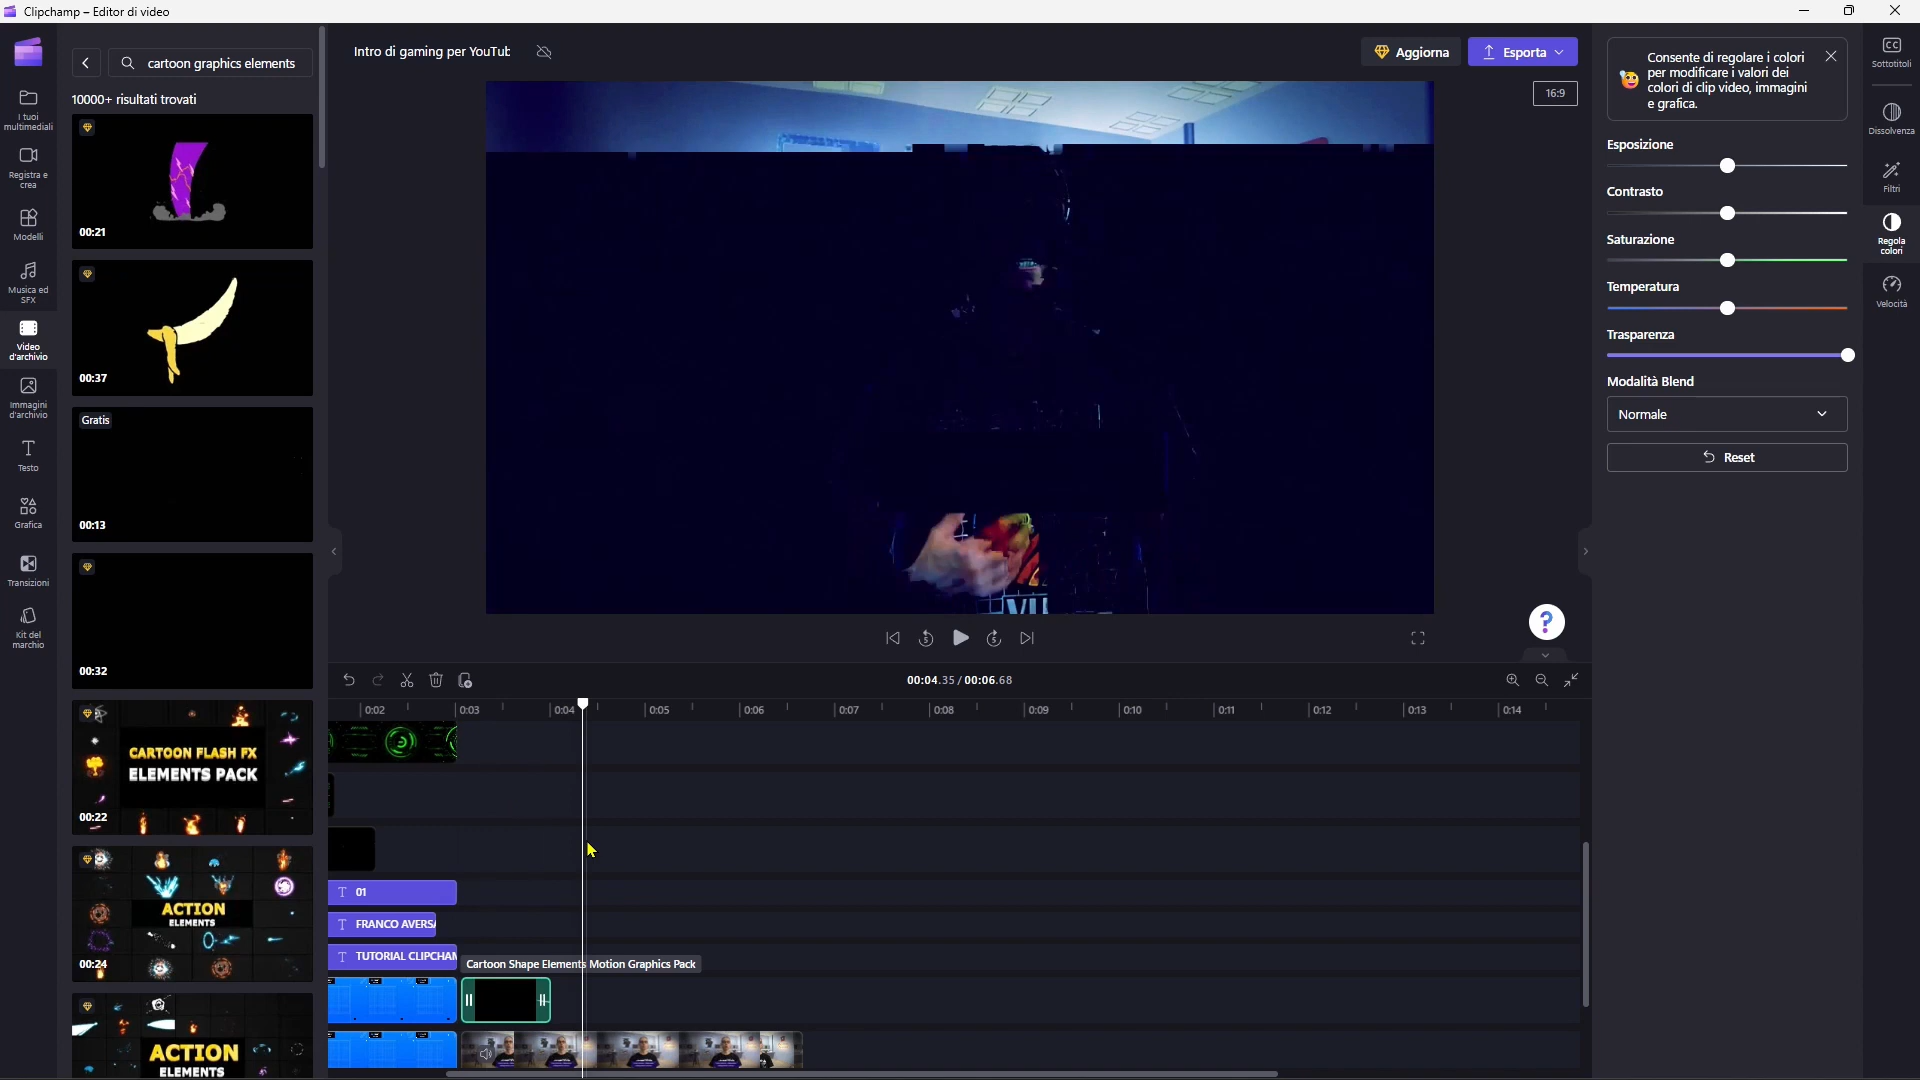 Clipchamp – Editor di video
Intro di gaming per YouTub
Aggiorna
Esporta
16:9
cartoon graphics elements
10000+ risultati trovati
I tuoi
multimediali
Registra e
crea
Modelli
Musica ed
SFX
Video
d'archivio
Immagini
d'archivio
Testo
Grafica
Transizioni
Kit del
marchio
00:21
00:37
Gratis
00:13
00:32
CARTOON FLASH FX
ELEMENTS PACK
00:22
ACTION
ELEMENTS
00:24
ACTION
ELEMENTS
Consente di regolare i colori
per modificare i valori dei
colori di clip video, immagini
e grafica.
Esposizione
Contrasto
Saturazione
Temperatura
Trasparenza
Modalità Blend
Normale
Reset
CC
Sottotitoli
Dissolvenza
Filtri
Regola
colori
Velocità
5
5
?
00:04.35 / 00:06.68
0:02
0:03
0:04
0:05
0:06
0:07
0:08
0:09
0:10
0:11
0:12
0:13
0:14
T 01
T FRANCO AVERSA
T TUTORIAL CLIPCHAM
Cartoon Shape Elements Motion Graphics Pack